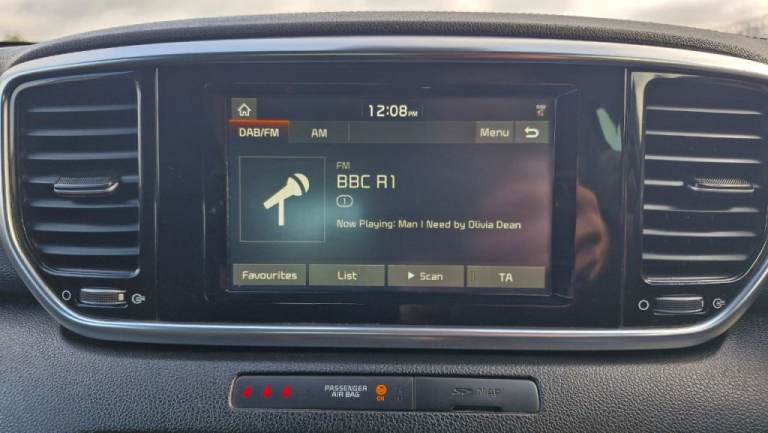 12:08PM
DAB/FM AM Menu
FM
BBC R1
1
Now Playing: Man I Need by Olivia Dean
Favourites List Scan TA
PASSENGER
AIR BAG
ON
MAP